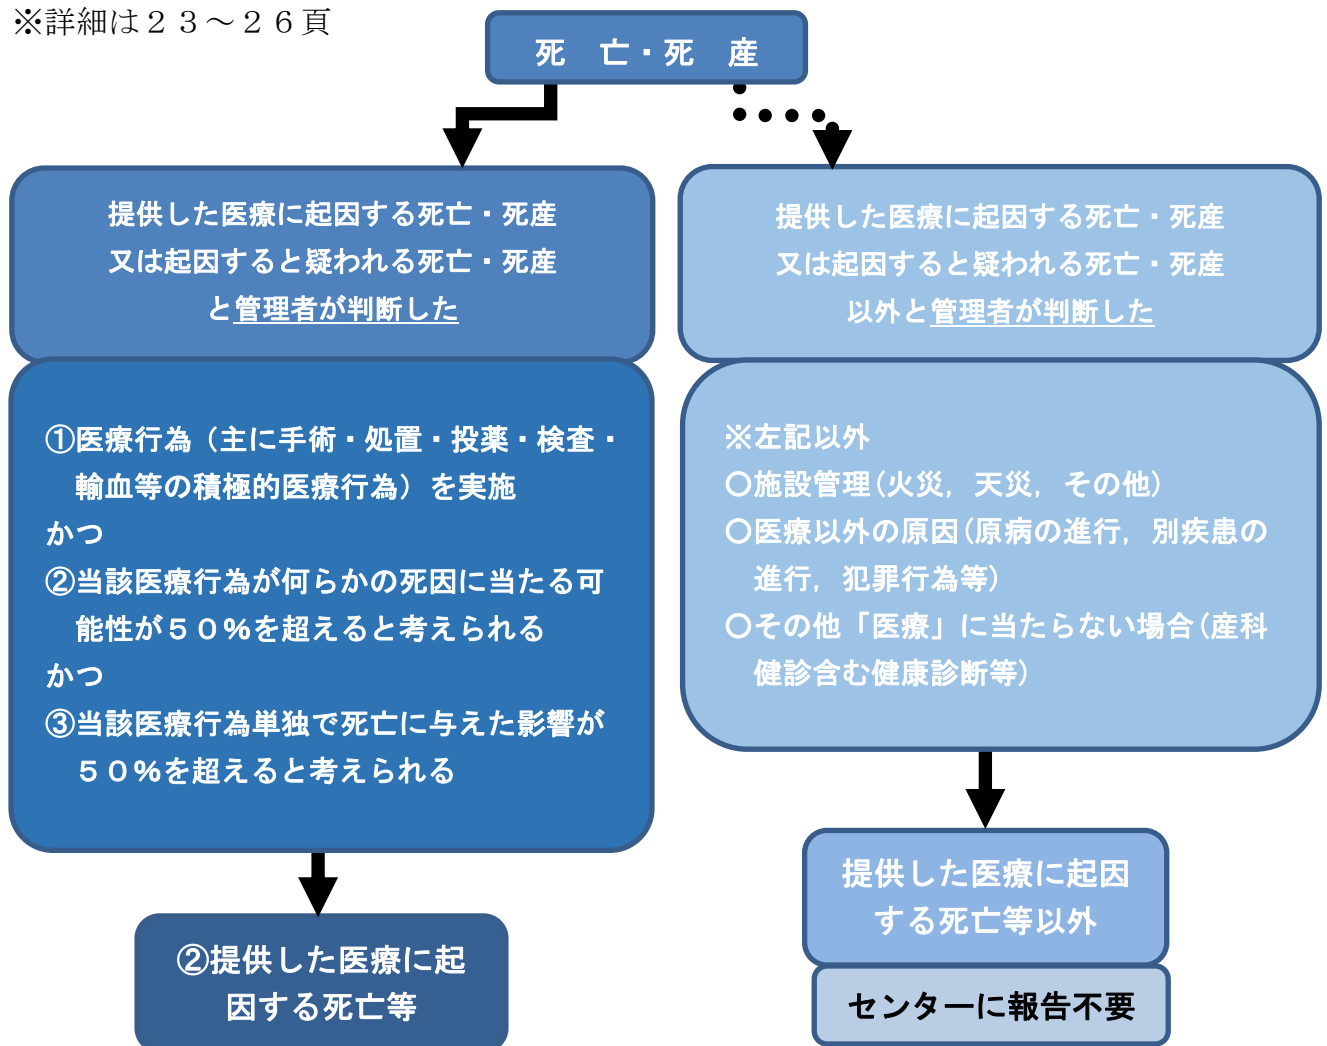 ※詳細は２３～２６頁
死　亡・死　産
提供した医療に起因する死亡・死産
又は起因すると疑われる死亡・死産
と管理者が判断した
①医療行為（主に手術・処置・投薬・検査・
輸血等の積極的医療行為）を実施
かつ
②当該医療行為が何らかの死因に当たる可
能性が５０%を超えると考えられる
かつ
③当該医療行為単独で死亡に与えた影響が
５０%を超えると考えられる
②提供した医療に起
因する死亡等
提供した医療に起因する死亡・死産
又は起因すると疑われる死亡・死産
以外と管理者が判断した
※左記以外
○施設管理(火災，天災，その他)
○医療以外の原因(原病の進行，別疾患の
進行，犯罪行為等)
○その他「医療」に当たらない場合(産科
健診含む健康診断等)
提供した医療に起因
する死亡等以外
センターに報告不要